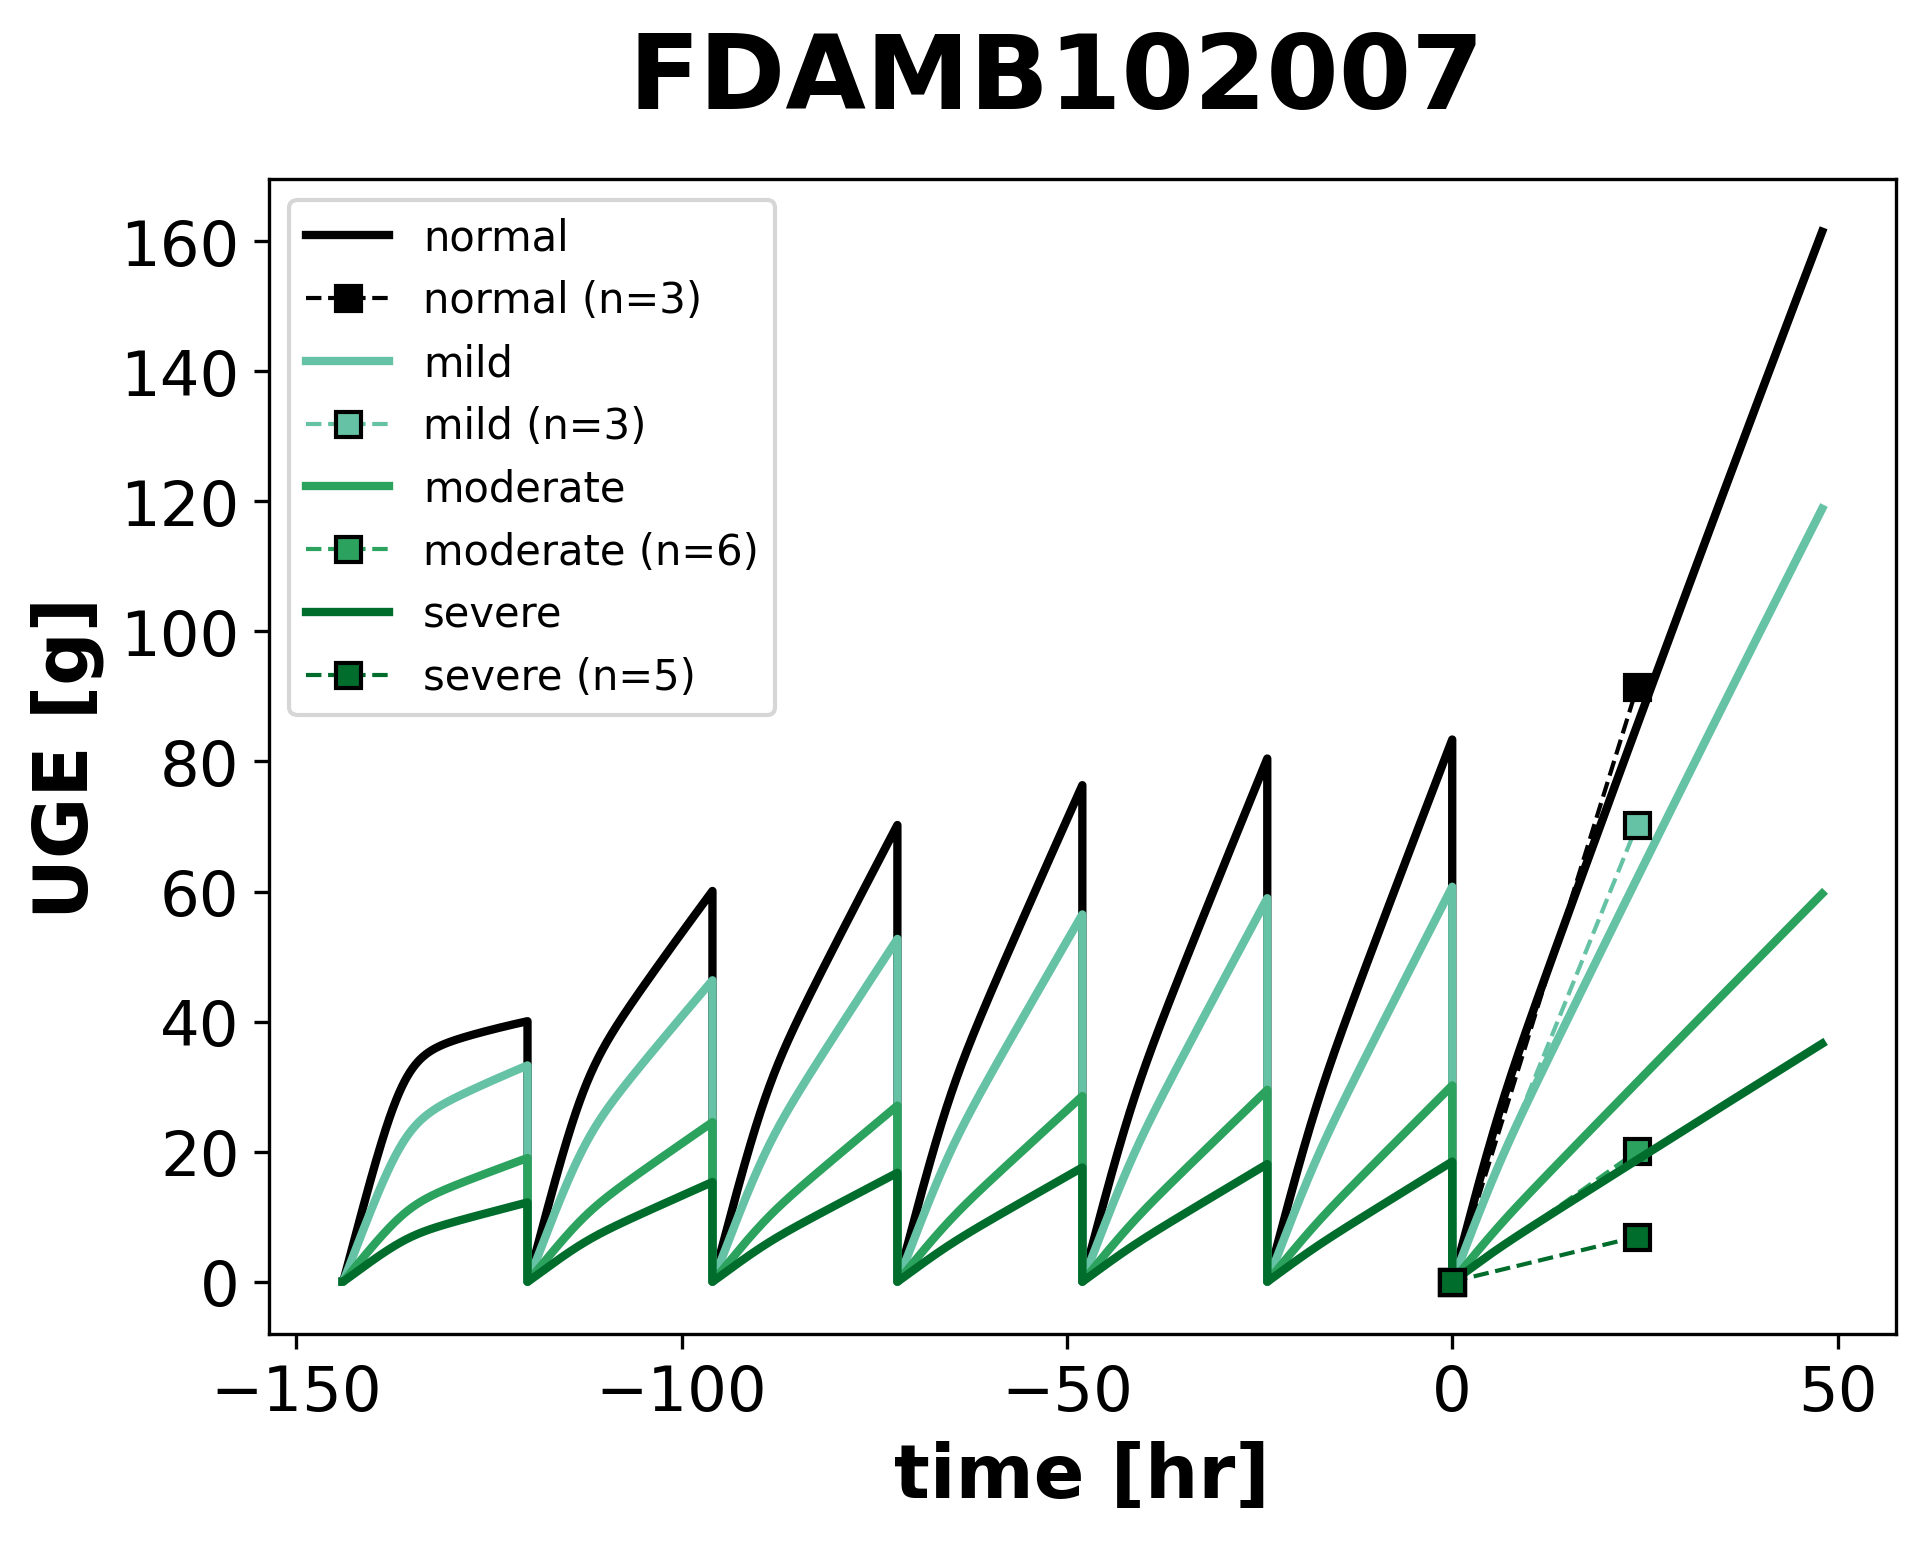 FDAMB102007
normal
normal (n=3)
mild
mild (n=3)
moderate
moderate (n=6)
severe
severe (n=5)
160
140
120
100
80
60
40
20
0
UGE [g]
−150
−100
−50
0
50
time [hr]